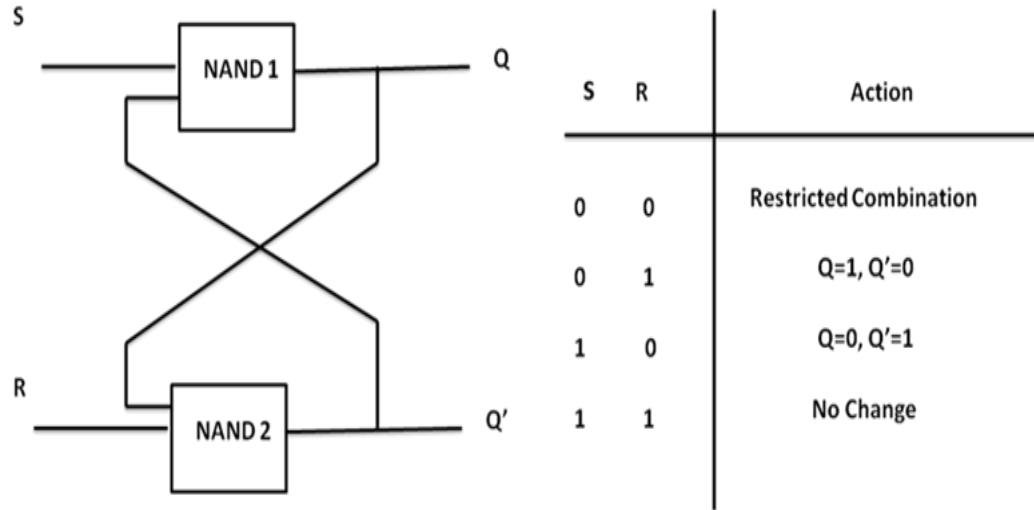 S
NAND 1
Q
R
NAND 2
Q’
S R Action
0 0 Restricted Combination
0 1 Q=1, Q’=0
1 0 Q=0, Q’=1
1 1 No Change